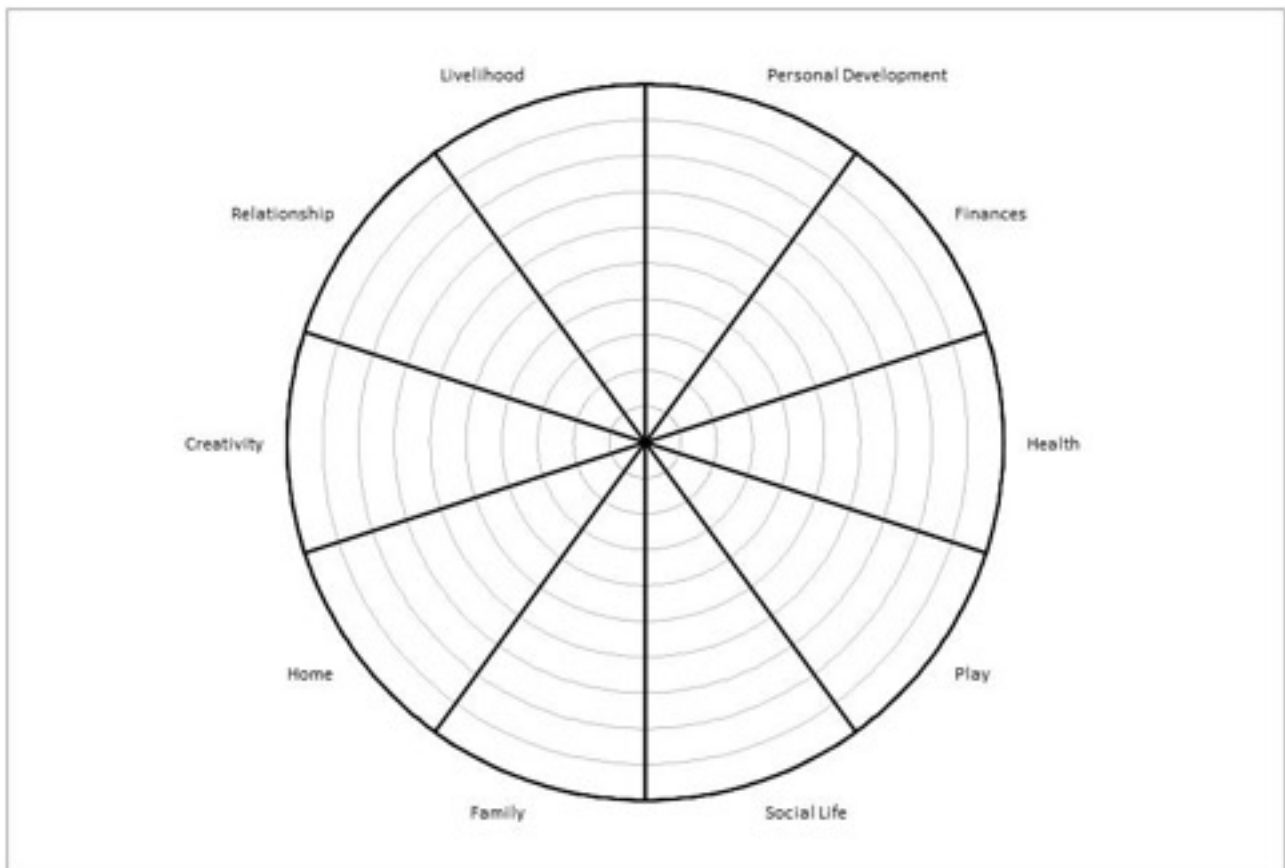 Livelihood
Personal Development
Relationship
Finances
Creativity
Health
Home
Play
Family
Social Life